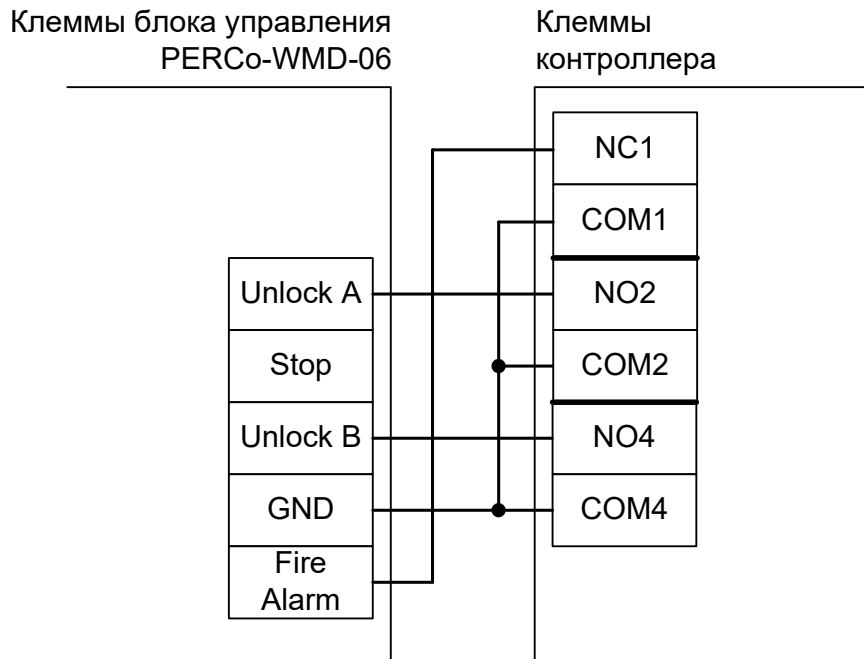 Клеммы блока управления
PERCo-WMD-06
Клеммы
контроллера
NC1
COM1
Unlock A
NO2
Stop
COM2
Unlock B
NO4
GND
COM4
Fire
Alarm